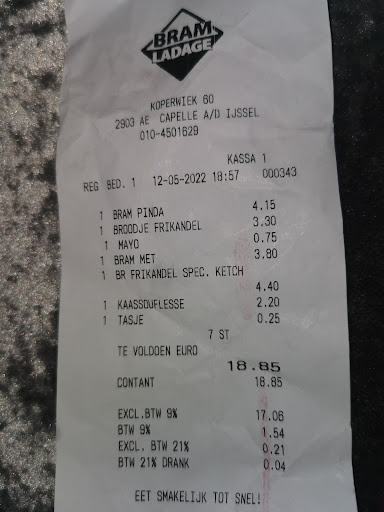 BRAM
LADAGE
KOPERWIEK 60
2903 AE CAPELLE A/D IJSSEL
010-4501629
KASSA 1
REG BED. 1 12-05-2022 18:57 000343
1 BRAM PINDA 4.15
1 BROODJE FRIKANDEL 3.30
1 MAYO 0.75
1 BRAM MET 3.80
1 BR FRIKANDEL SPEC. KETCH
4.40
1 KAASSOUFLESSE 2.20
1 TASJE 0.25
7 ST
TE VOLDOEN EURO
18.85
CONTANT 18.85
EXCL.BTW 9% 17.06
BTW 9% 1.54
EXCL. BTW 21% 0.21
BTW 21% DRANK 0.04
EET SMAKELIJK TOT SNEL!